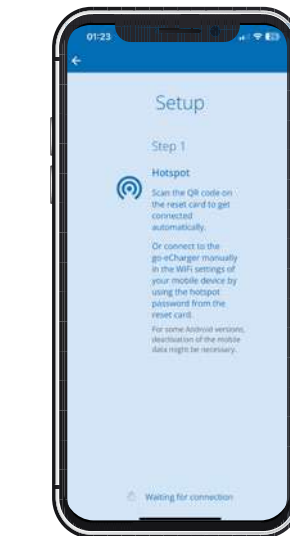 01:23
Setup
Step 1
Hotspot
Scan the QR code on
the reset card to get
connected
automatically.
Or connect to the
go-eCharger manually
in the WiFi settings of
your mobile device by
using the hotspot
password from the
reset card.
For some Android versions,
deactivation of the mobile
data might be necessary.
Waiting for connection